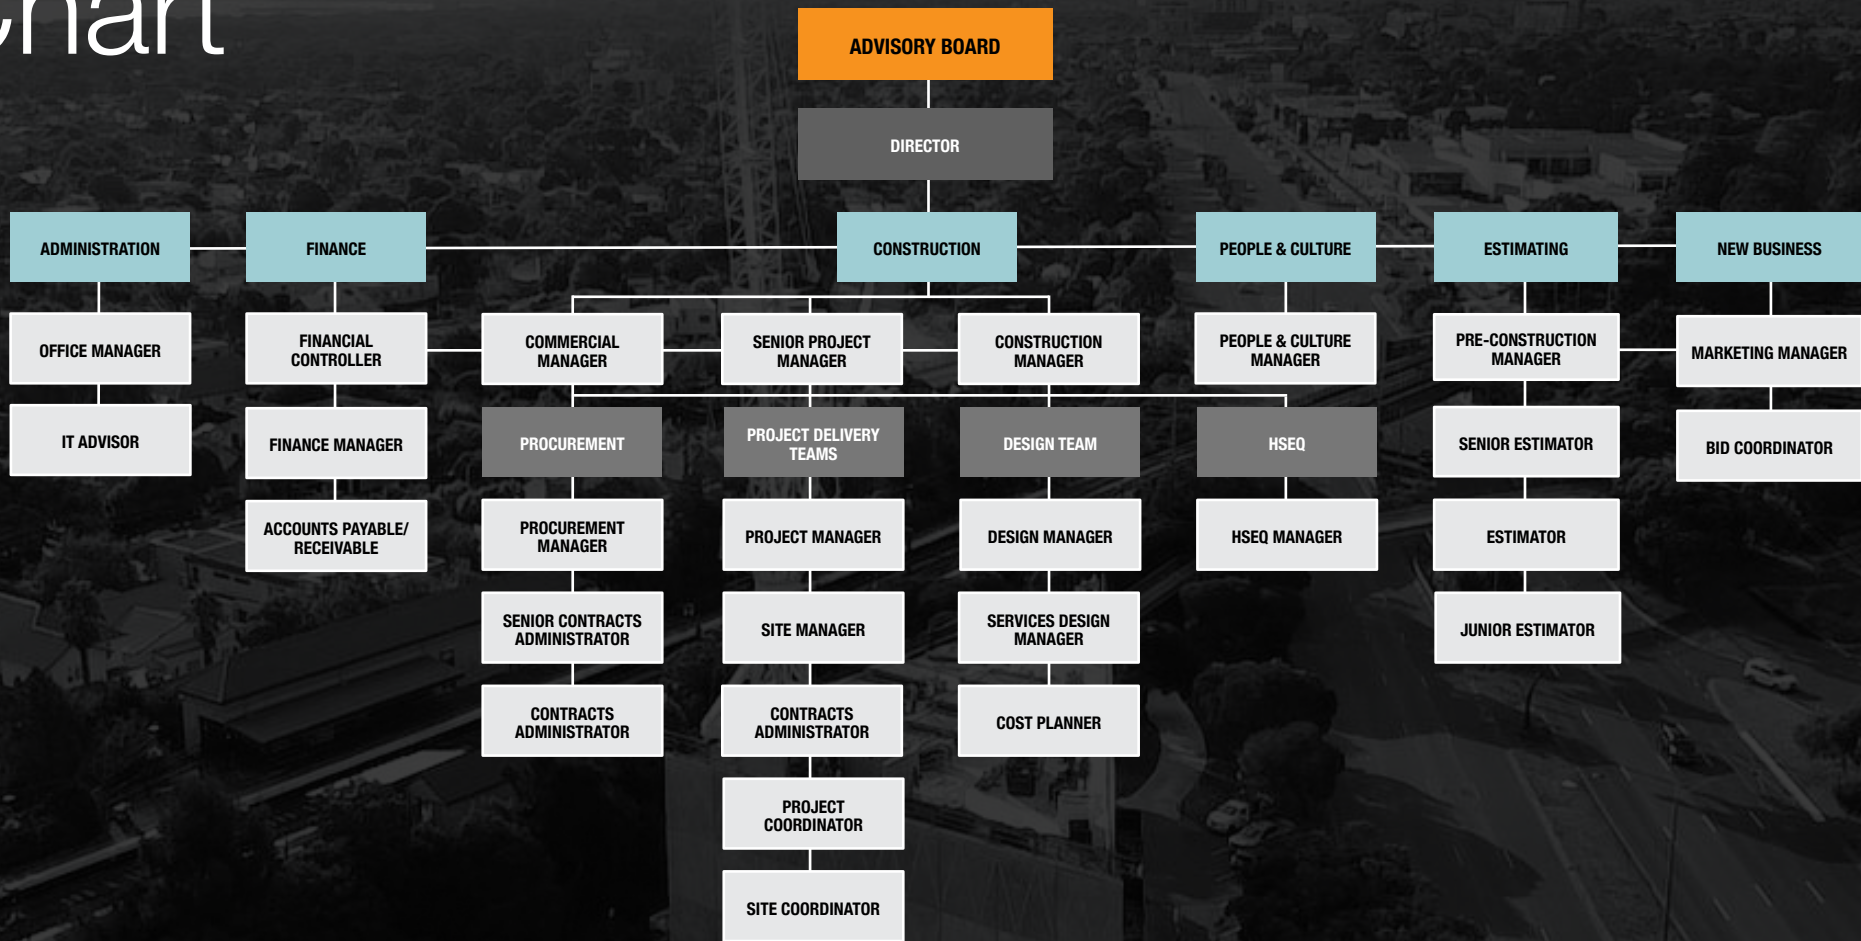 Chart
ADVISORY BOARD
DIRECTOR
ADMINISTRATION
FINANCE
CONSTRUCTION
PEOPLE & CULTURE
ESTIMATING
NEW BUSINESS
OFFICE MANAGER
FINANCIAL
CONTROLLER
COMMERCIAL
MANAGER
SENIOR PROJECT
MANAGER
CONSTRUCTION
MANAGER
PEOPLE & CULTURE
MANAGER
PRE-CONSTRUCTION
MANAGER
MARKETING MANAGER
IT ADVISOR
FINANCE MANAGER
PROCUREMENT
PROJECT DELIVERY
TEAMS
DESIGN TEAM
HSEQ
SENIOR ESTIMATOR
BID COORDINATOR
ACCOUNTS PAYABLE/
RECEIVABLE
PROCUREMENT
MANAGER
PROJECT MANAGER
DESIGN MANAGER
HSEQ MANAGER
ESTIMATOR
SENIOR CONTRACTS
ADMINISTRATOR
SITE MANAGER
SERVICES DESIGN
MANAGER
JUNIOR ESTIMATOR
CONTRACTS
ADMINISTRATOR
CONTRACTS
ADMINISTRATOR
COST PLANNER
PROJECT
COORDINATOR
SITE COORDINATOR